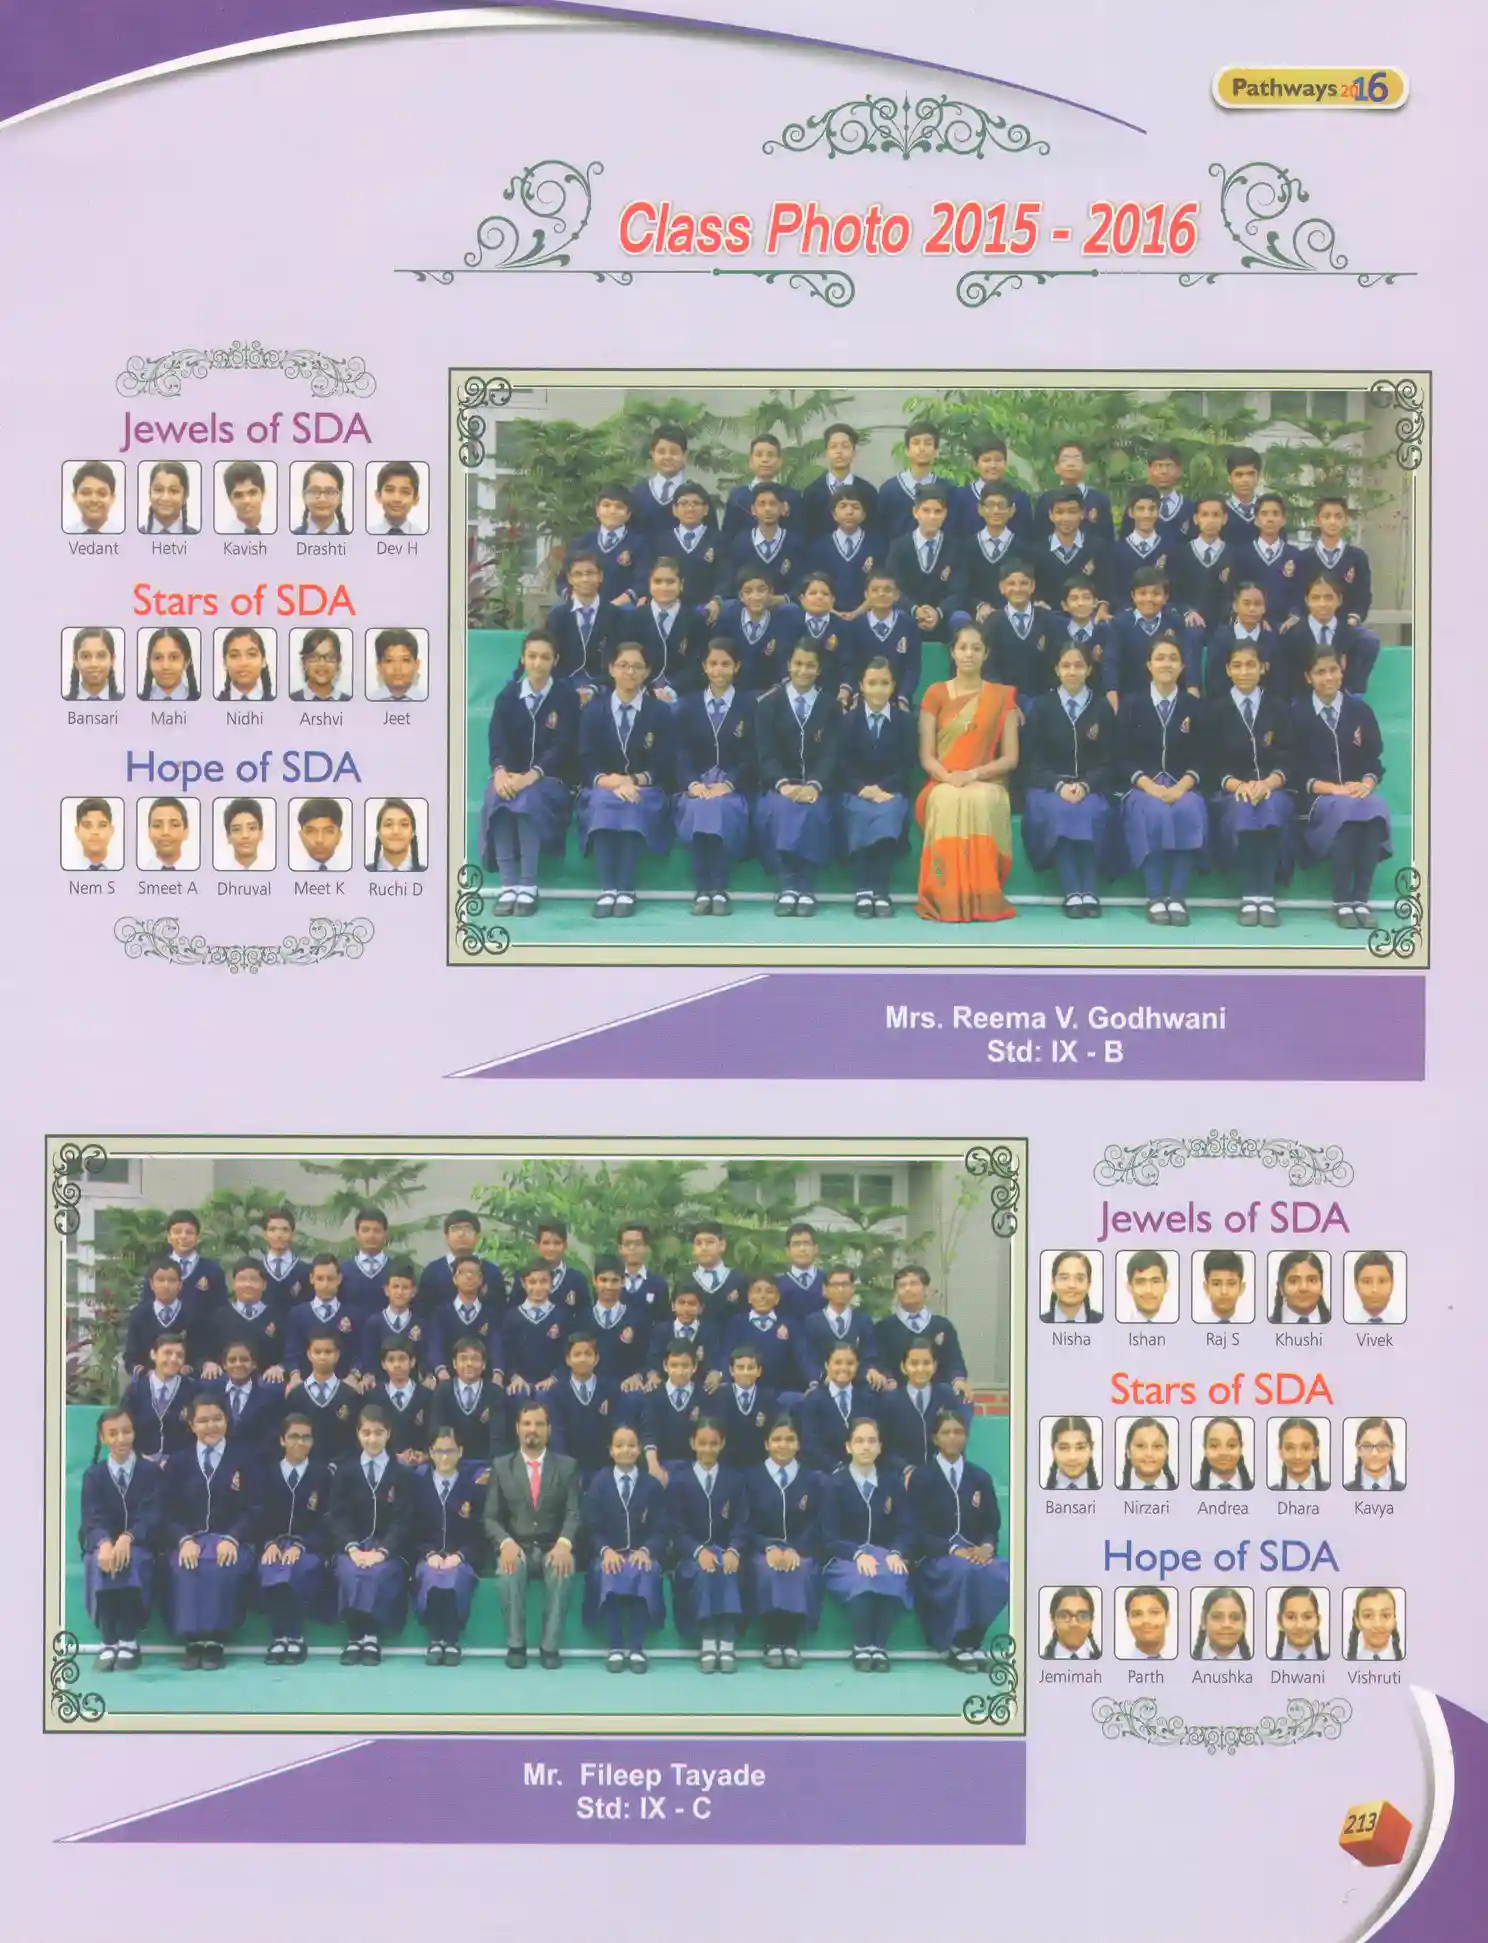 Pathways 2016
Class Photo 2015 - 2016
Jewels of SDA
Vedant Hetvi Kavish Drashti Dev H
Stars of SDA
Bansari Mahi Nidhi Arshvi Jeet
Hope of SDA
Nem S Smeet A Dhruval Meet K Ruchi D
Mrs. Reema V. Godhwani
Std: IX - B
Jewels of SDA
Nisha Ishan Raj S Khushi Vivek
Stars of SDA
Bansari Nirzari Andrea Dhara Kavya
Hope of SDA
Jemimah Parth Anushka Dhwani Vishruti
Mr. Fileep Tayade
Std: IX - C
213